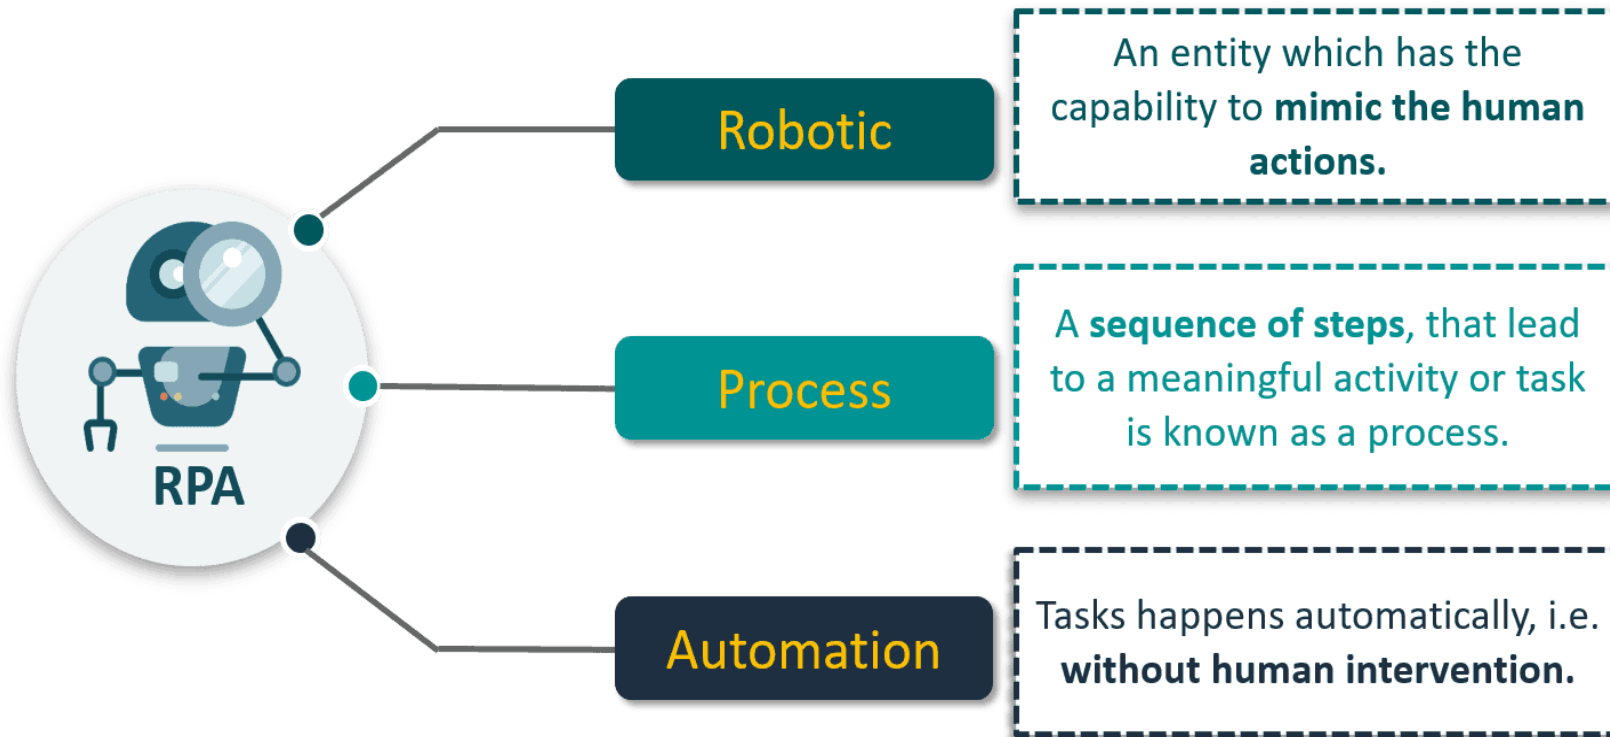 RPA
Robotic
An entity which has the
capability to mimic the human
actions.
Process
A sequence of steps, that lead
to a meaningful activity or task
is known as a process.
Automation
Tasks happens automatically, i.e.
without human intervention.